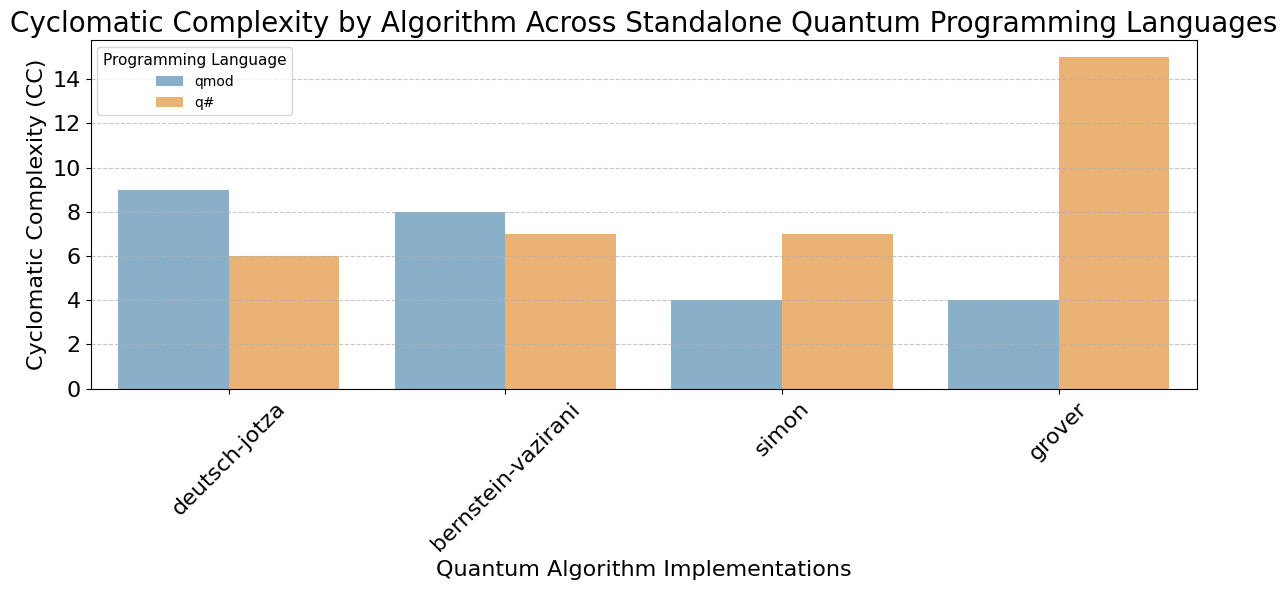 Cyclomatic Complexity by Algorithm Across Standalone Quantum Programming Languages
Programming Language
qmod
q#
Cyclomatic Complexity (CC)
14
12
10
8
6
4
2
0
deutsch-jotza
bernstein-vazirani
simon
grover
Quantum Algorithm Implementations